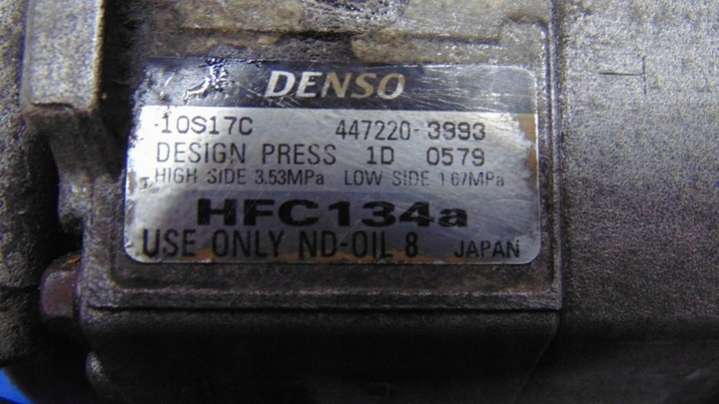 DENSO
10S17C 447220-3993
DESIGN PRESS 1D 0579
HIGH SIDE 3.53MPa LOW SIDE 1.67MPa
HFC134a
USE ONLY ND-OIL 8 JAPAN